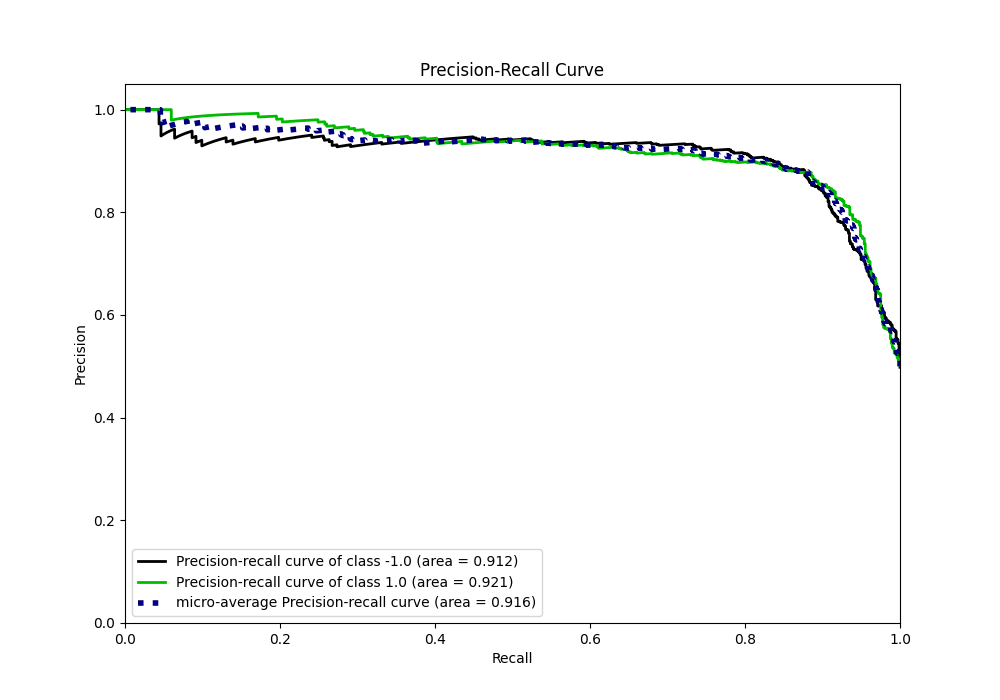 Precision-Recall Curve
1.0
0.8
0.6
0.4
0.2
0.0
Precision
Precision-recall curve of class -1.0 (area = 0.912)
Precision-recall curve of class 1.0 (area = 0.921)
micro-average Precision-recall curve (area = 0.916)
0.0 0.2 0.4 0.6 0.8 1.0
Recall